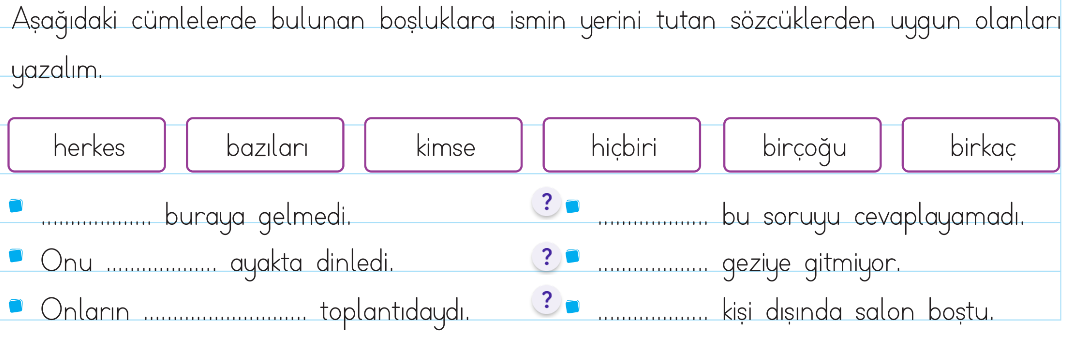 Aşağıdaki cümlelerde bulunan boşluklara ismin yerini tutan sözcüklerden uygun olanları
yazalım.
herkes bazıları kimse hiçbiri birçoğu birkaç
................... buraya gelmedi. ? ................... bu soruyu cevaplayamadı.
Onu ................... ayakta dinledi. ? ................... geziye gitmiyor.
Onların ............................ toplantıdaydı. ? ................... kişi dışında salon boştu.